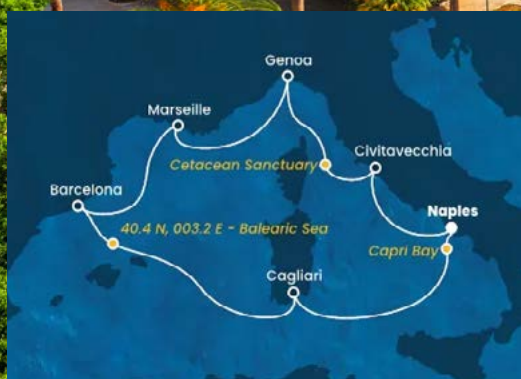 Genoa
Marseille
Cetacean Sanctuary
Civitavecchia
Barcelona
Naples
40.4 N, 003.2 E - Balearic Sea
Capri Bay
Cagliari